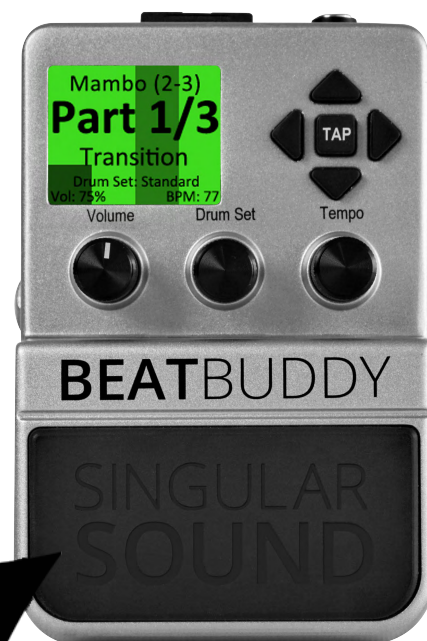 Mambo (2-3)
Part 1/3
Transition
Drum Set: Standard
Vol: 75% BPM: 77
TAP
Volume Drum Set Tempo
BEATBUDDY
SINGULAR
SOUND